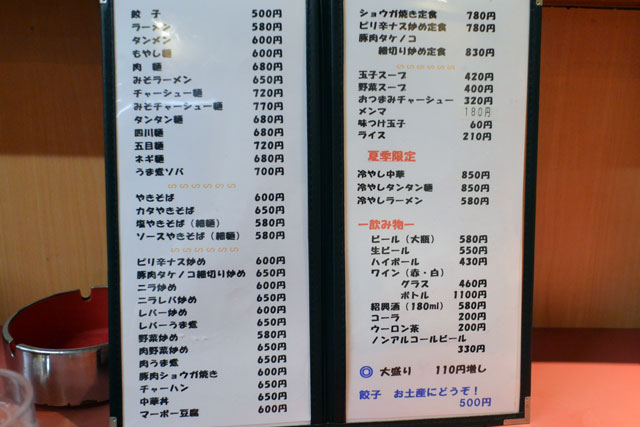 餃　子　500円
ラーメン　580円
タンメン　600円
もやし麺　600円
肉　麺　680円
みそラーメン　650円
チャーシュー麺　720円
みそチャーシュー麺　770円
タンタン麺　680円
四川麺　680円
五目麺　720円
ネギ麺　680円
うま煮ソバ　700円
やきそば　600円
カタやきそば　650円
塩やきそば（細麺）　580円
ソースやきそば（細麺）　580円
ピリ辛ナス炒め　600円
豚肉タケノコ細切り炒め　650円
ニラ炒め　600円
ニラレバ炒め　650円
レバー炒め　600円
レバーうま煮　650円
野菜炒め　580円
肉野菜炒め　650円
肉うま煮　650円
豚肉ショウガ焼き　600円
チャーハン　650円
中華丼　650円
マーボー豆腐　600円
ショウガ焼き定食　780円
ピリ辛ナス炒め定食　780円
豚肉タケノコ
細切り炒め定食　830円
玉子スープ　420円
野菜スープ　400円
おつまみチャーシュー　320円
メンマ　180円
味つけ玉子　60円
ライス　210円
夏季限定
冷やし中華　850円
冷やしタンタン麺　850円
冷やしラーメン　580円
ー飲み物ー
ビール（大瓶）　580円
生ビール　550円
ハイボール　430円
ワイン（赤・白）
グラス　460円
ボトル　1100円
紹興酒（180ml）　580円
コーラ　200円
ウーロン茶　200円
ノンアルコールビール
330円
◎　大盛り　110円増し
餃子　お土産にどうぞ！
500円